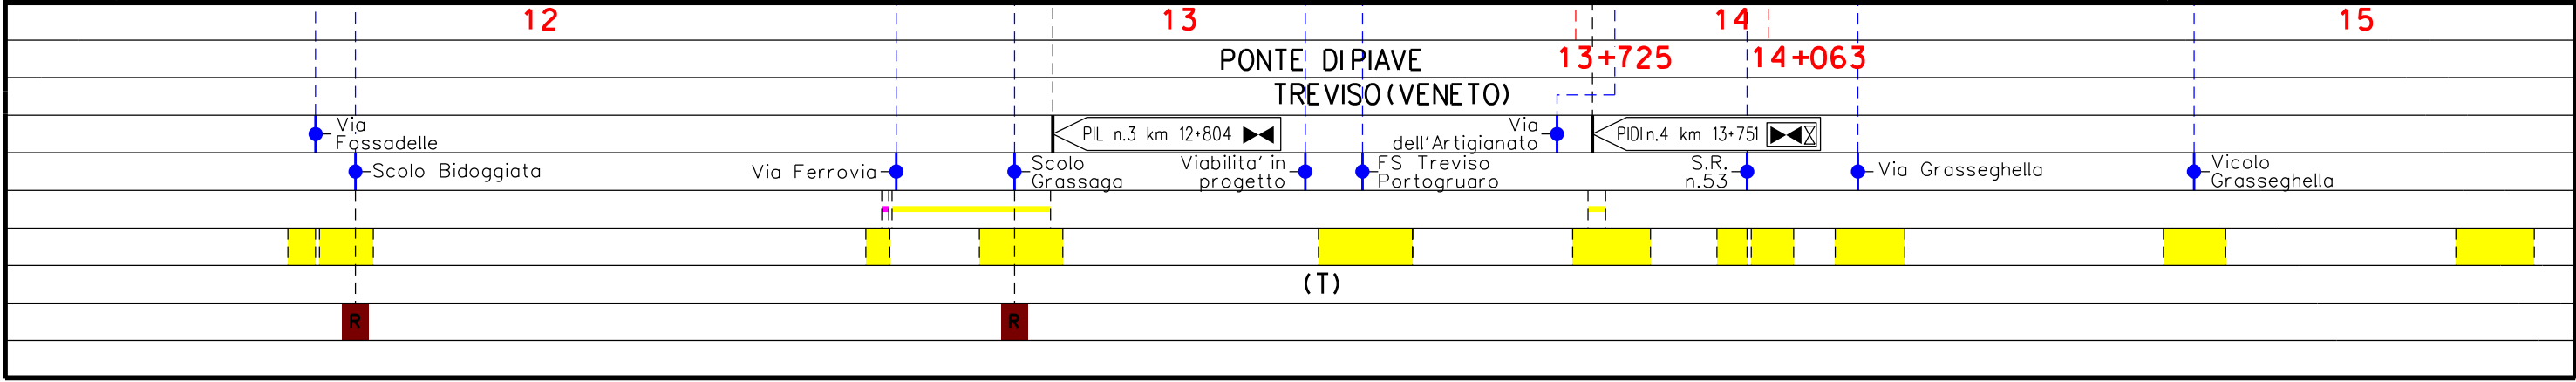 12 13 14 15
PONTE DI PIAVE 13+725 14+063
TREVISO (VENETO)
Via
Fossadelle
PIL n.3 km 12+804
Via
dell'Artigianato
PIDI n.4 km 13+751
Scolo Bidoggiata
Via Ferrovia
Scolo
Grassaga
Viabilita' in
progetto
FS Treviso
Portogruaro
S.R.
n.53
Via Grasseghella
Vicolo
Grasseghella
(T)
R R